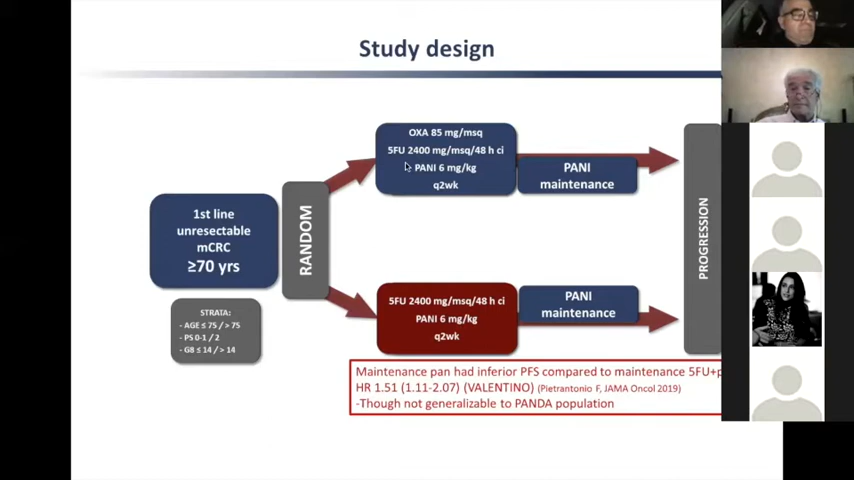 Study design
1st line
unresectable
mCRC
≥70 yrs
STRATA:
- AGE ≤ 75 / > 75
- PS 0-1 / 2
- G8 ≤ 14 / > 14
RANDOM
OXA 85 mg/msq
5FU 2400 mg/msq/48 h ci
PANI 6 mg/kg
q2wk
PANI
maintenance
5FU 2400 mg/msq/48 h ci
PANI 6 mg/kg
q2wk
PANI
maintenance
PROGRESSION
Maintenance pan had inferior PFS compared to maintenance 5FU+p
HR 1.51 (1.11-2.07) (VALENTINO) (Pietrantonio F, JAMA Oncol 2019)
-Though not generalizable to PANDA population